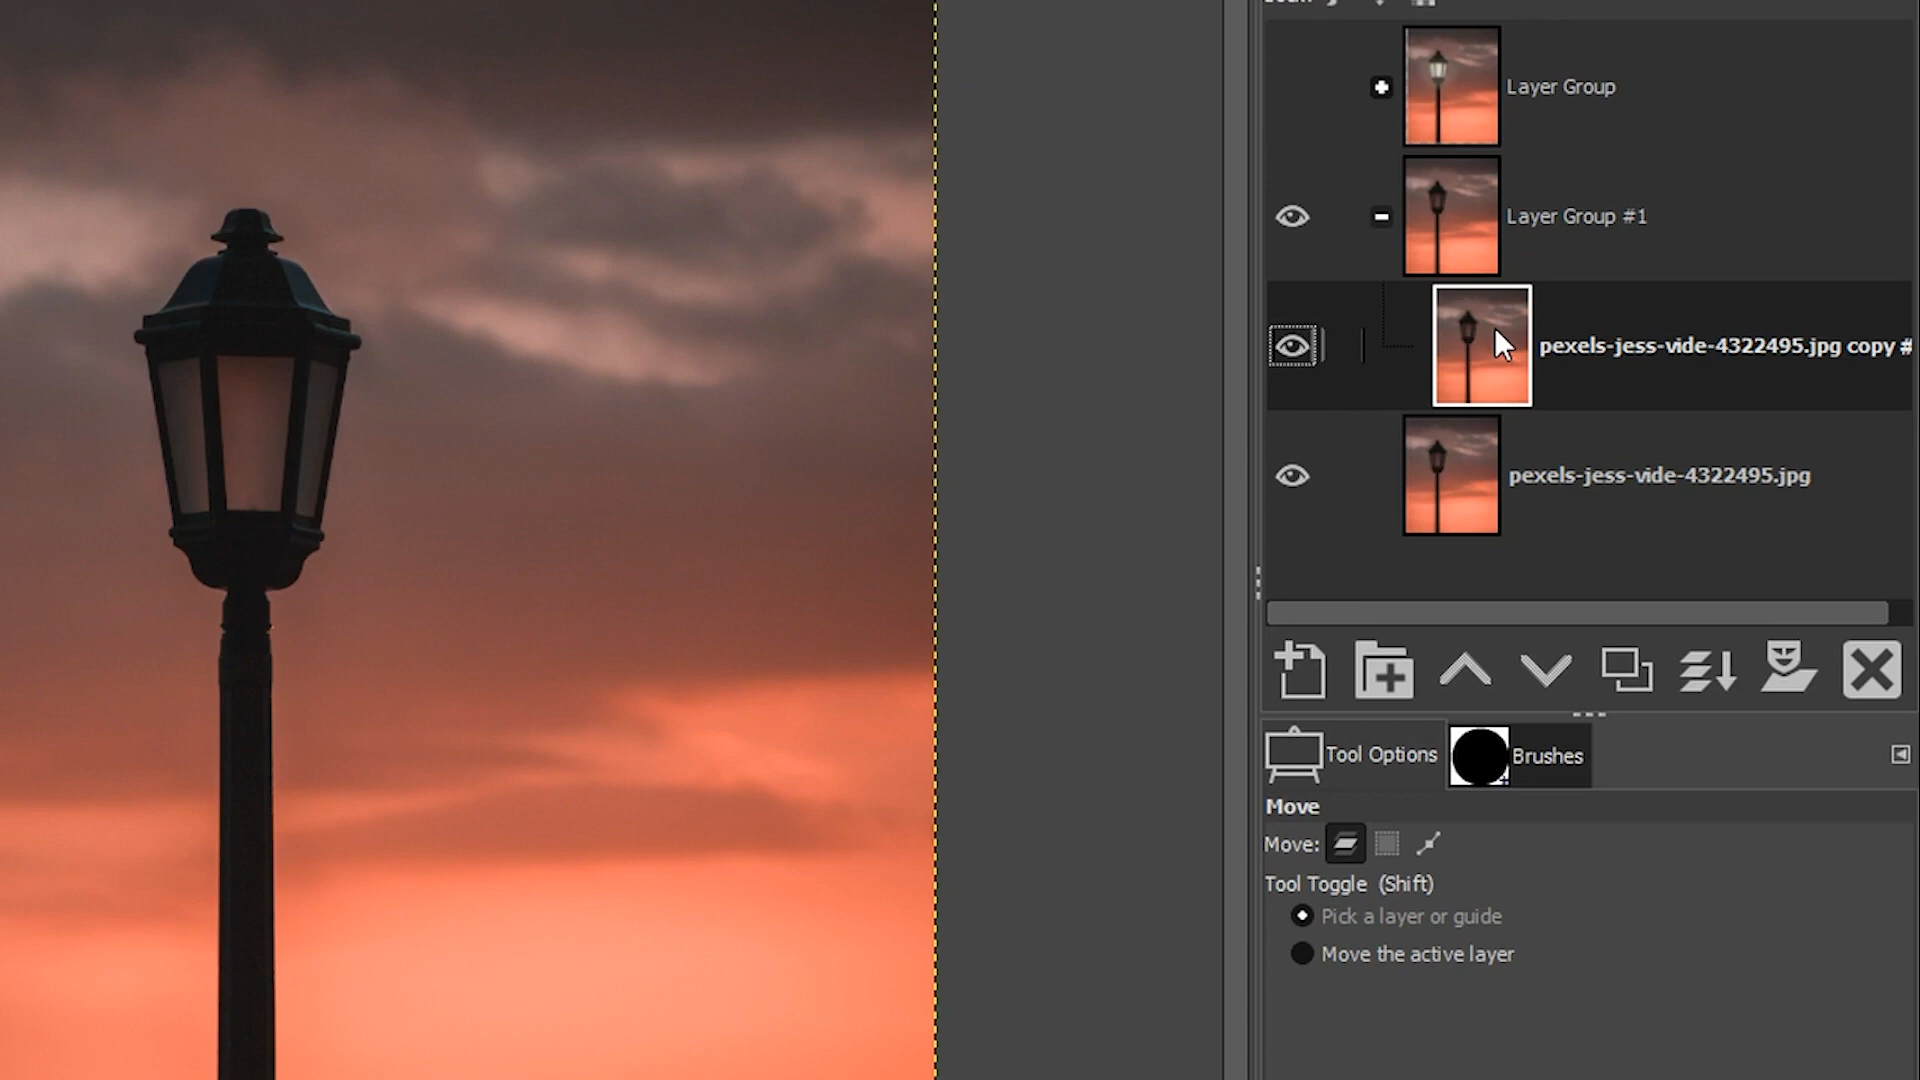 Layer Group
Layer Group #1
pexels-jess-vide-4322495.jpg copy #
pexels-jess-vide-4322495.jpg
Tool Options
Brushes
Move
Move:
Tool Toggle (Shift)
Pick a layer or guide
Move the active layer